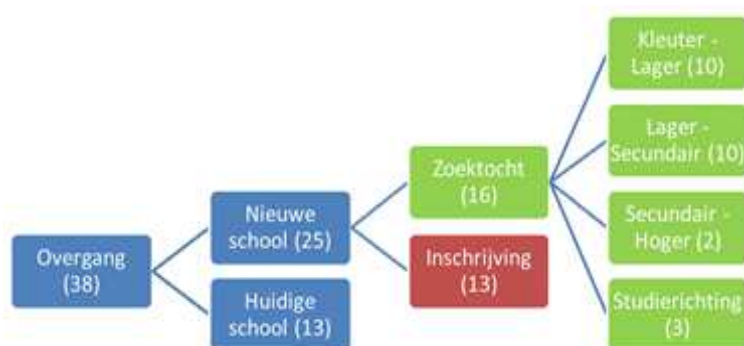 Overgang
(38)
Nieuwe
school (25)
Huidige
school (13)
Zoektocht
(16)
Inschrijving
(13)
Kleuter -
Lager (10)
Lager -
Secundair (10)
Secundair -
Hoger (2)
Studierichting
(3)